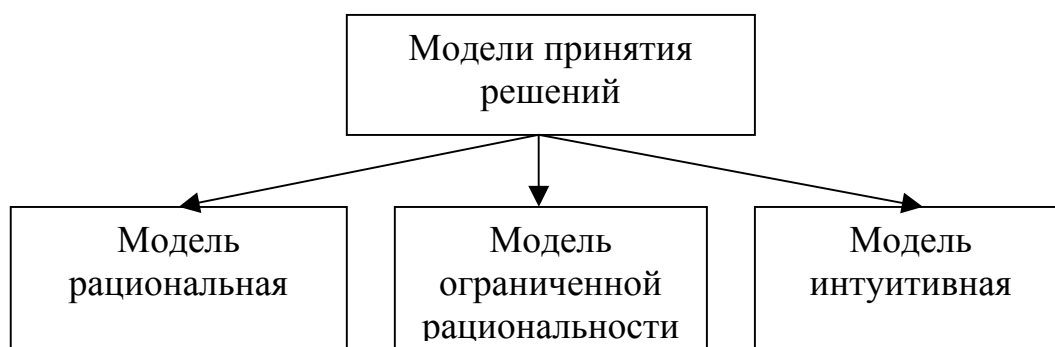 Модели принятия
решений
Модель
рациональная
Модель
ограниченной
рациональности
Модель
интуитивная